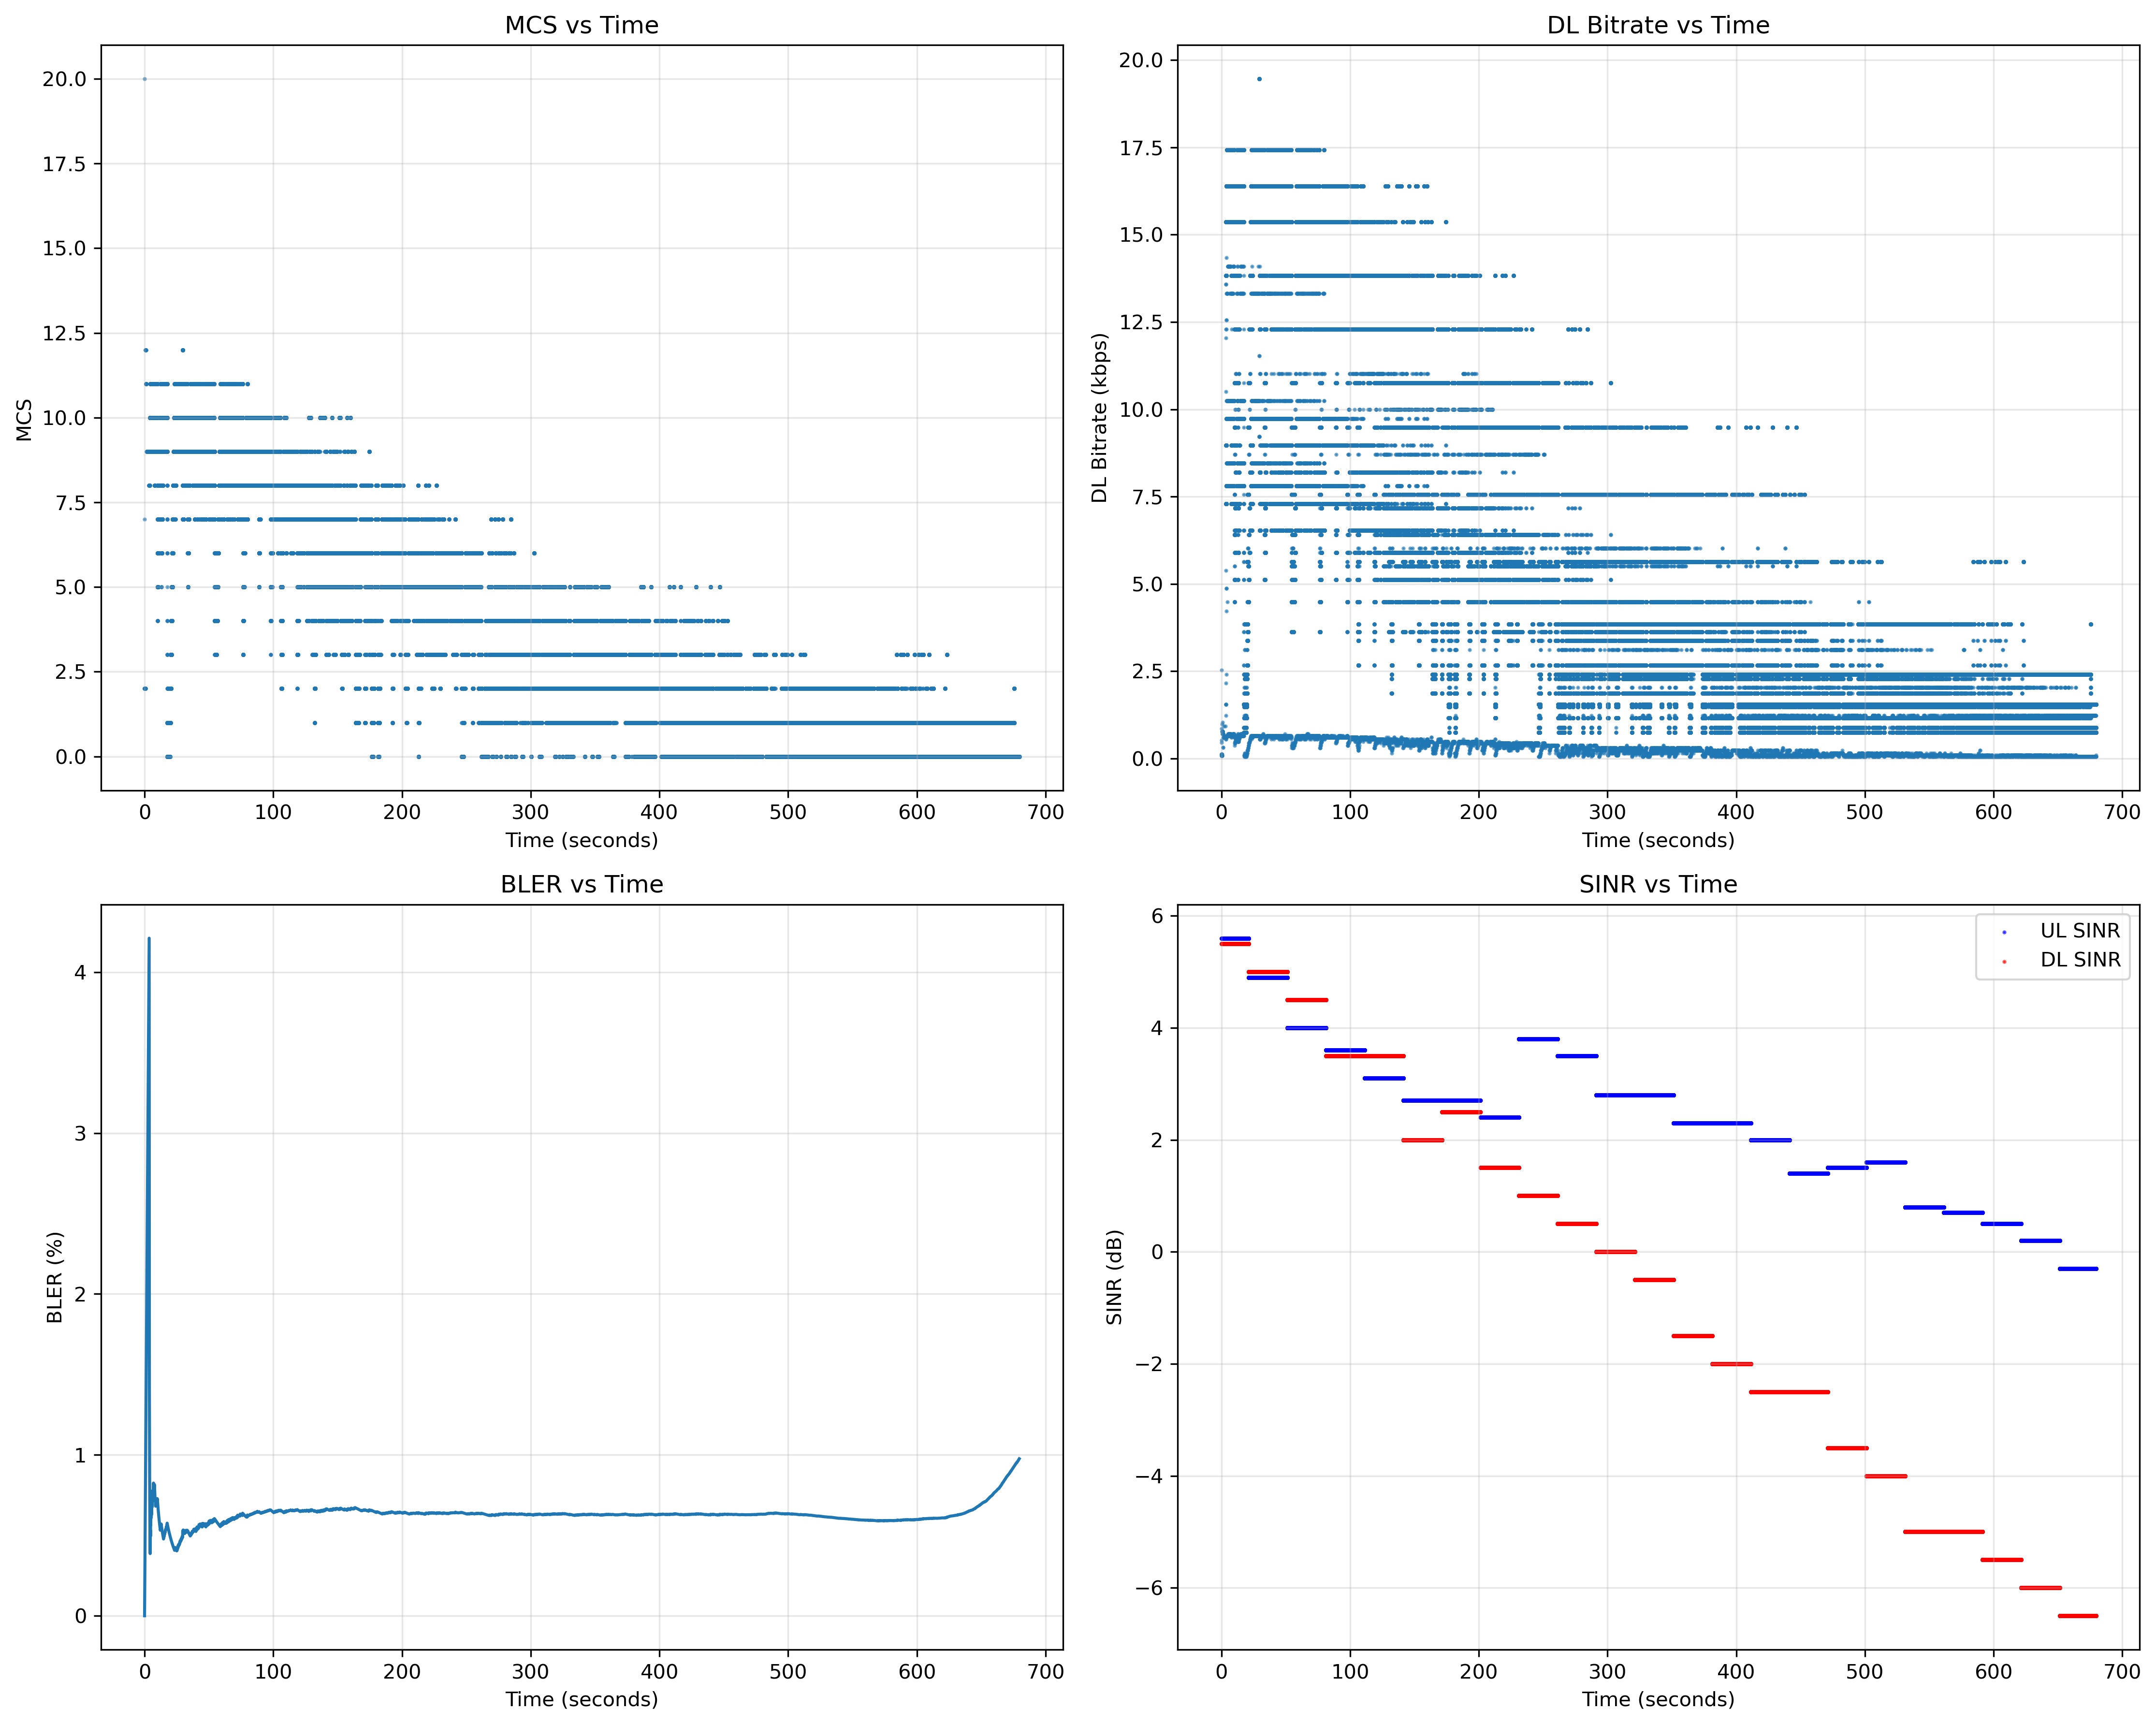 MCS vs Time
20.0
17.5
15.0
12.5
10.0
7.5
5.0
2.5
0.0
MCS
0 100 200 300 400 500 600 700
Time (seconds)
DL Bitrate vs Time
20.0
17.5
15.0
12.5
10.0
7.5
5.0
2.5
0.0
DL Bitrate (kbps)
0 100 200 300 400 500 600 700
Time (seconds)
BLER vs Time
4
3
2
1
0
BLER (%)
0 100 200 300 400 500 600 700
Time (seconds)
SINR vs Time
UL SINR
DL SINR
6
4
2
0
−2
−4
−6
SINR (dB)
0 100 200 300 400 500 600 700
Time (seconds)